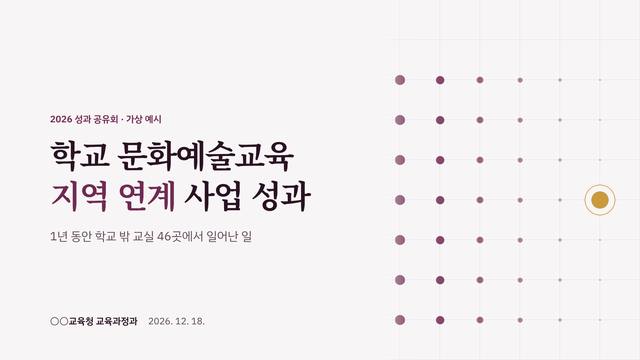 2026 성과 공유회 · 가상 예시
학교 문화예술교육
지역 연계 사업 성과
1년 동안 학교 밖 교실 46곳에서 일어난 일
○○교육청 교육과정과 2026. 12. 18.